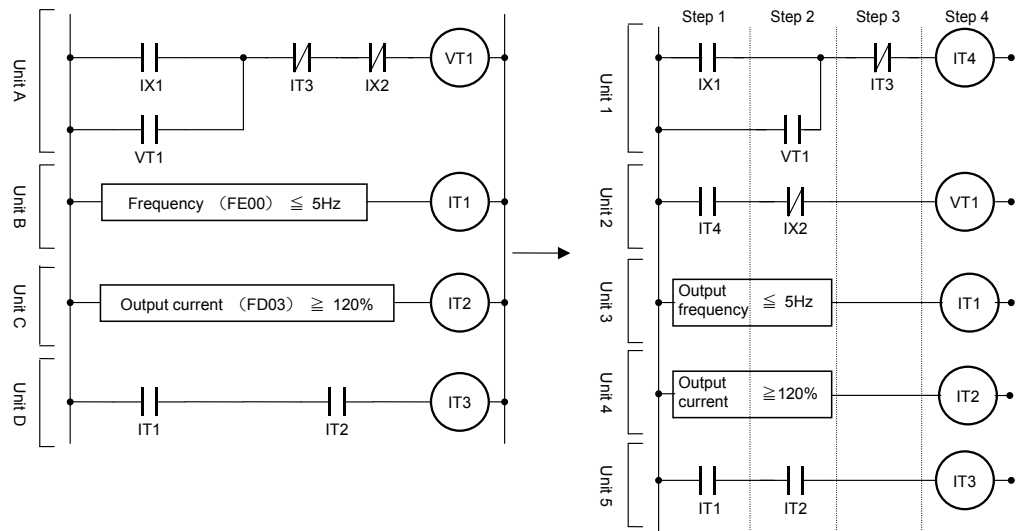 Unit A
IX1
IT3
IX2
VT1
VT1
Unit B
Frequency (FE00) ≦ 5Hz
IT1
Unit C
Output current (FD03) ≧ 120%
IT2
Unit D
IT1
IT2
IT3
Step 1 Step 2 Step 3 Step 4
Unit 1
IX1
IT3
IT4
VT1
Unit 2
IT4
IX2
VT1
Unit 3
Output
frequency ≦ 5Hz
IT1
Unit 4
Output
current ≧120%
IT2
Unit 5
IT1
IT2
IT3